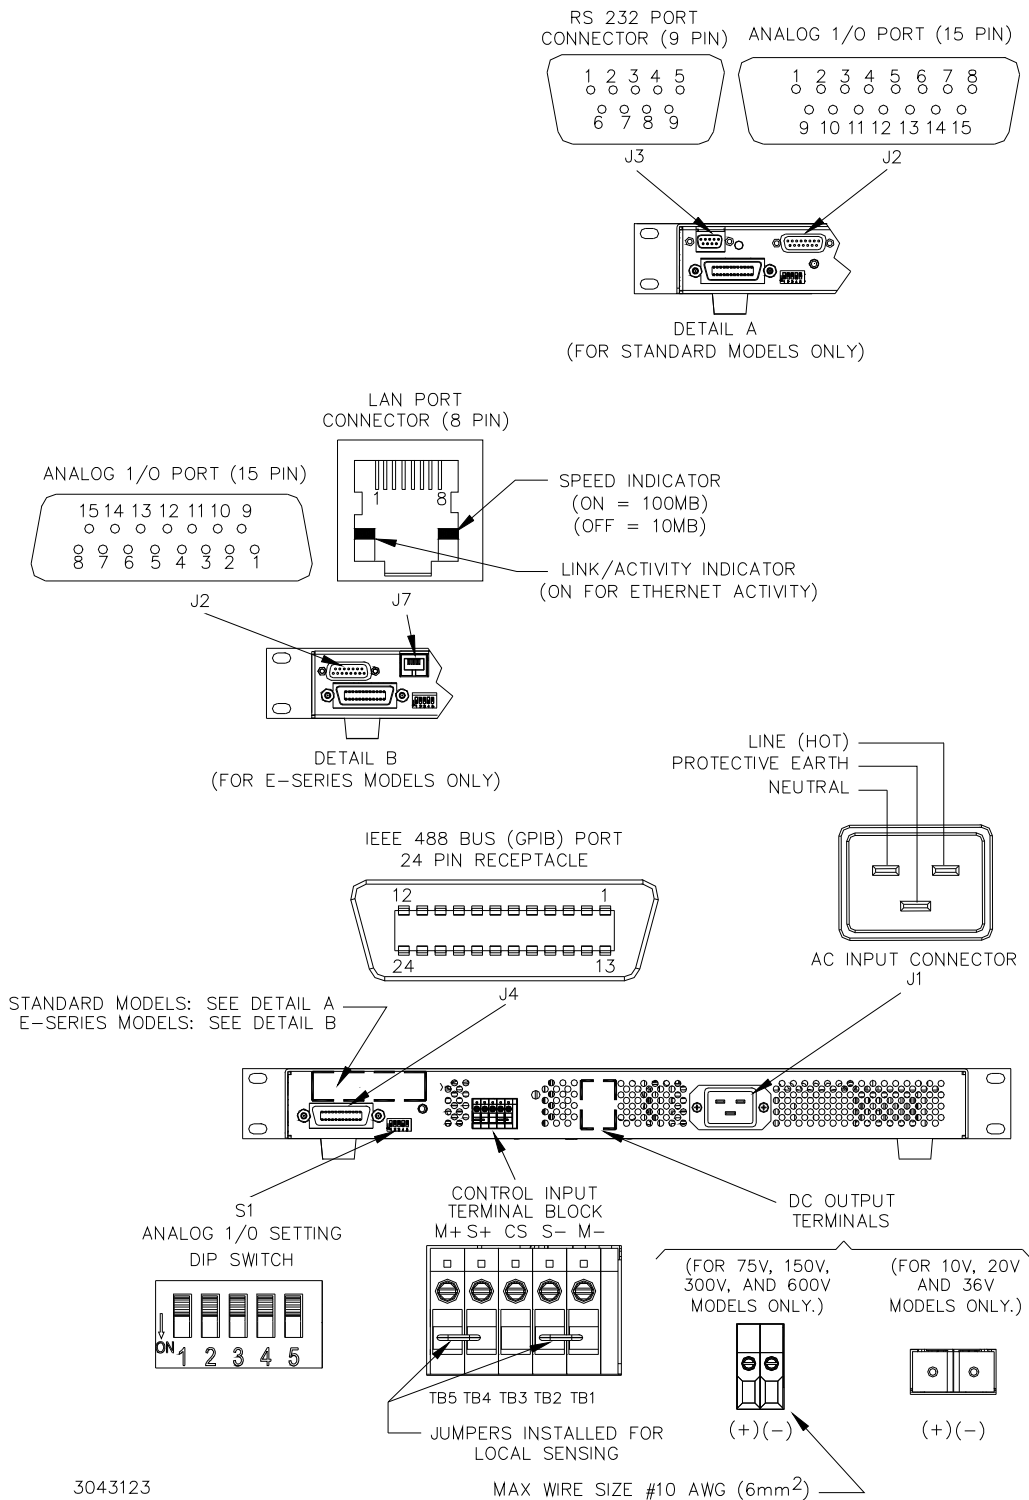 RS 232 PORT
CONNECTOR (9 PIN)
ANALOG 1/O PORT (15 PIN)
1 2 3 4 5
6 7 8 9
1 2 3 4 5 6 7 8
9 10 11 12 13 14 15
J3
J2
DETAIL A
(FOR STANDARD MODELS ONLY)
LAN PORT
CONNECTOR (8 PIN)
ANALOG 1/O PORT (15 PIN)
15 14 13 12 11 10 9
8 7 6 5 4 3 2 1
1 8
SPEED INDICATOR
(ON = 100MB)
(OFF = 10MB)
LINK/ACTIVITY INDICATOR
(ON FOR ETHERNET ACTIVITY)
J2
J7
DETAIL B
(FOR E-SERIES MODELS ONLY)
LINE (HOT)
PROTECTIVE EARTH
NEUTRAL
IEEE 488 BUS (GPIB) PORT
24 PIN RECEPTACLE
12 1
24 13
J4
AC INPUT CONNECTOR
J1
STANDARD MODELS: SEE DETAIL A
E-SERIES MODELS: SEE DETAIL B
S1
ANALOG 1/O SETTING
DIP SWITCH
ON
1 2 3 4 5
CONTROL INPUT
TERMINAL BLOCK
M+ S+ CS S- M-
TB5 TB4 TB3 TB2 TB1
JUMPERS INSTALLED FOR
LOCAL SENSING
DC OUTPUT
TERMINALS
(FOR 75V, 150V,
300V, AND 600V
MODELS ONLY.)
(+)(-)
(FOR 10V, 20V
AND 36V
MODELS ONLY.)
(+)(-)
MAX WIRE SIZE #10 AWG (6mm²)
3043123